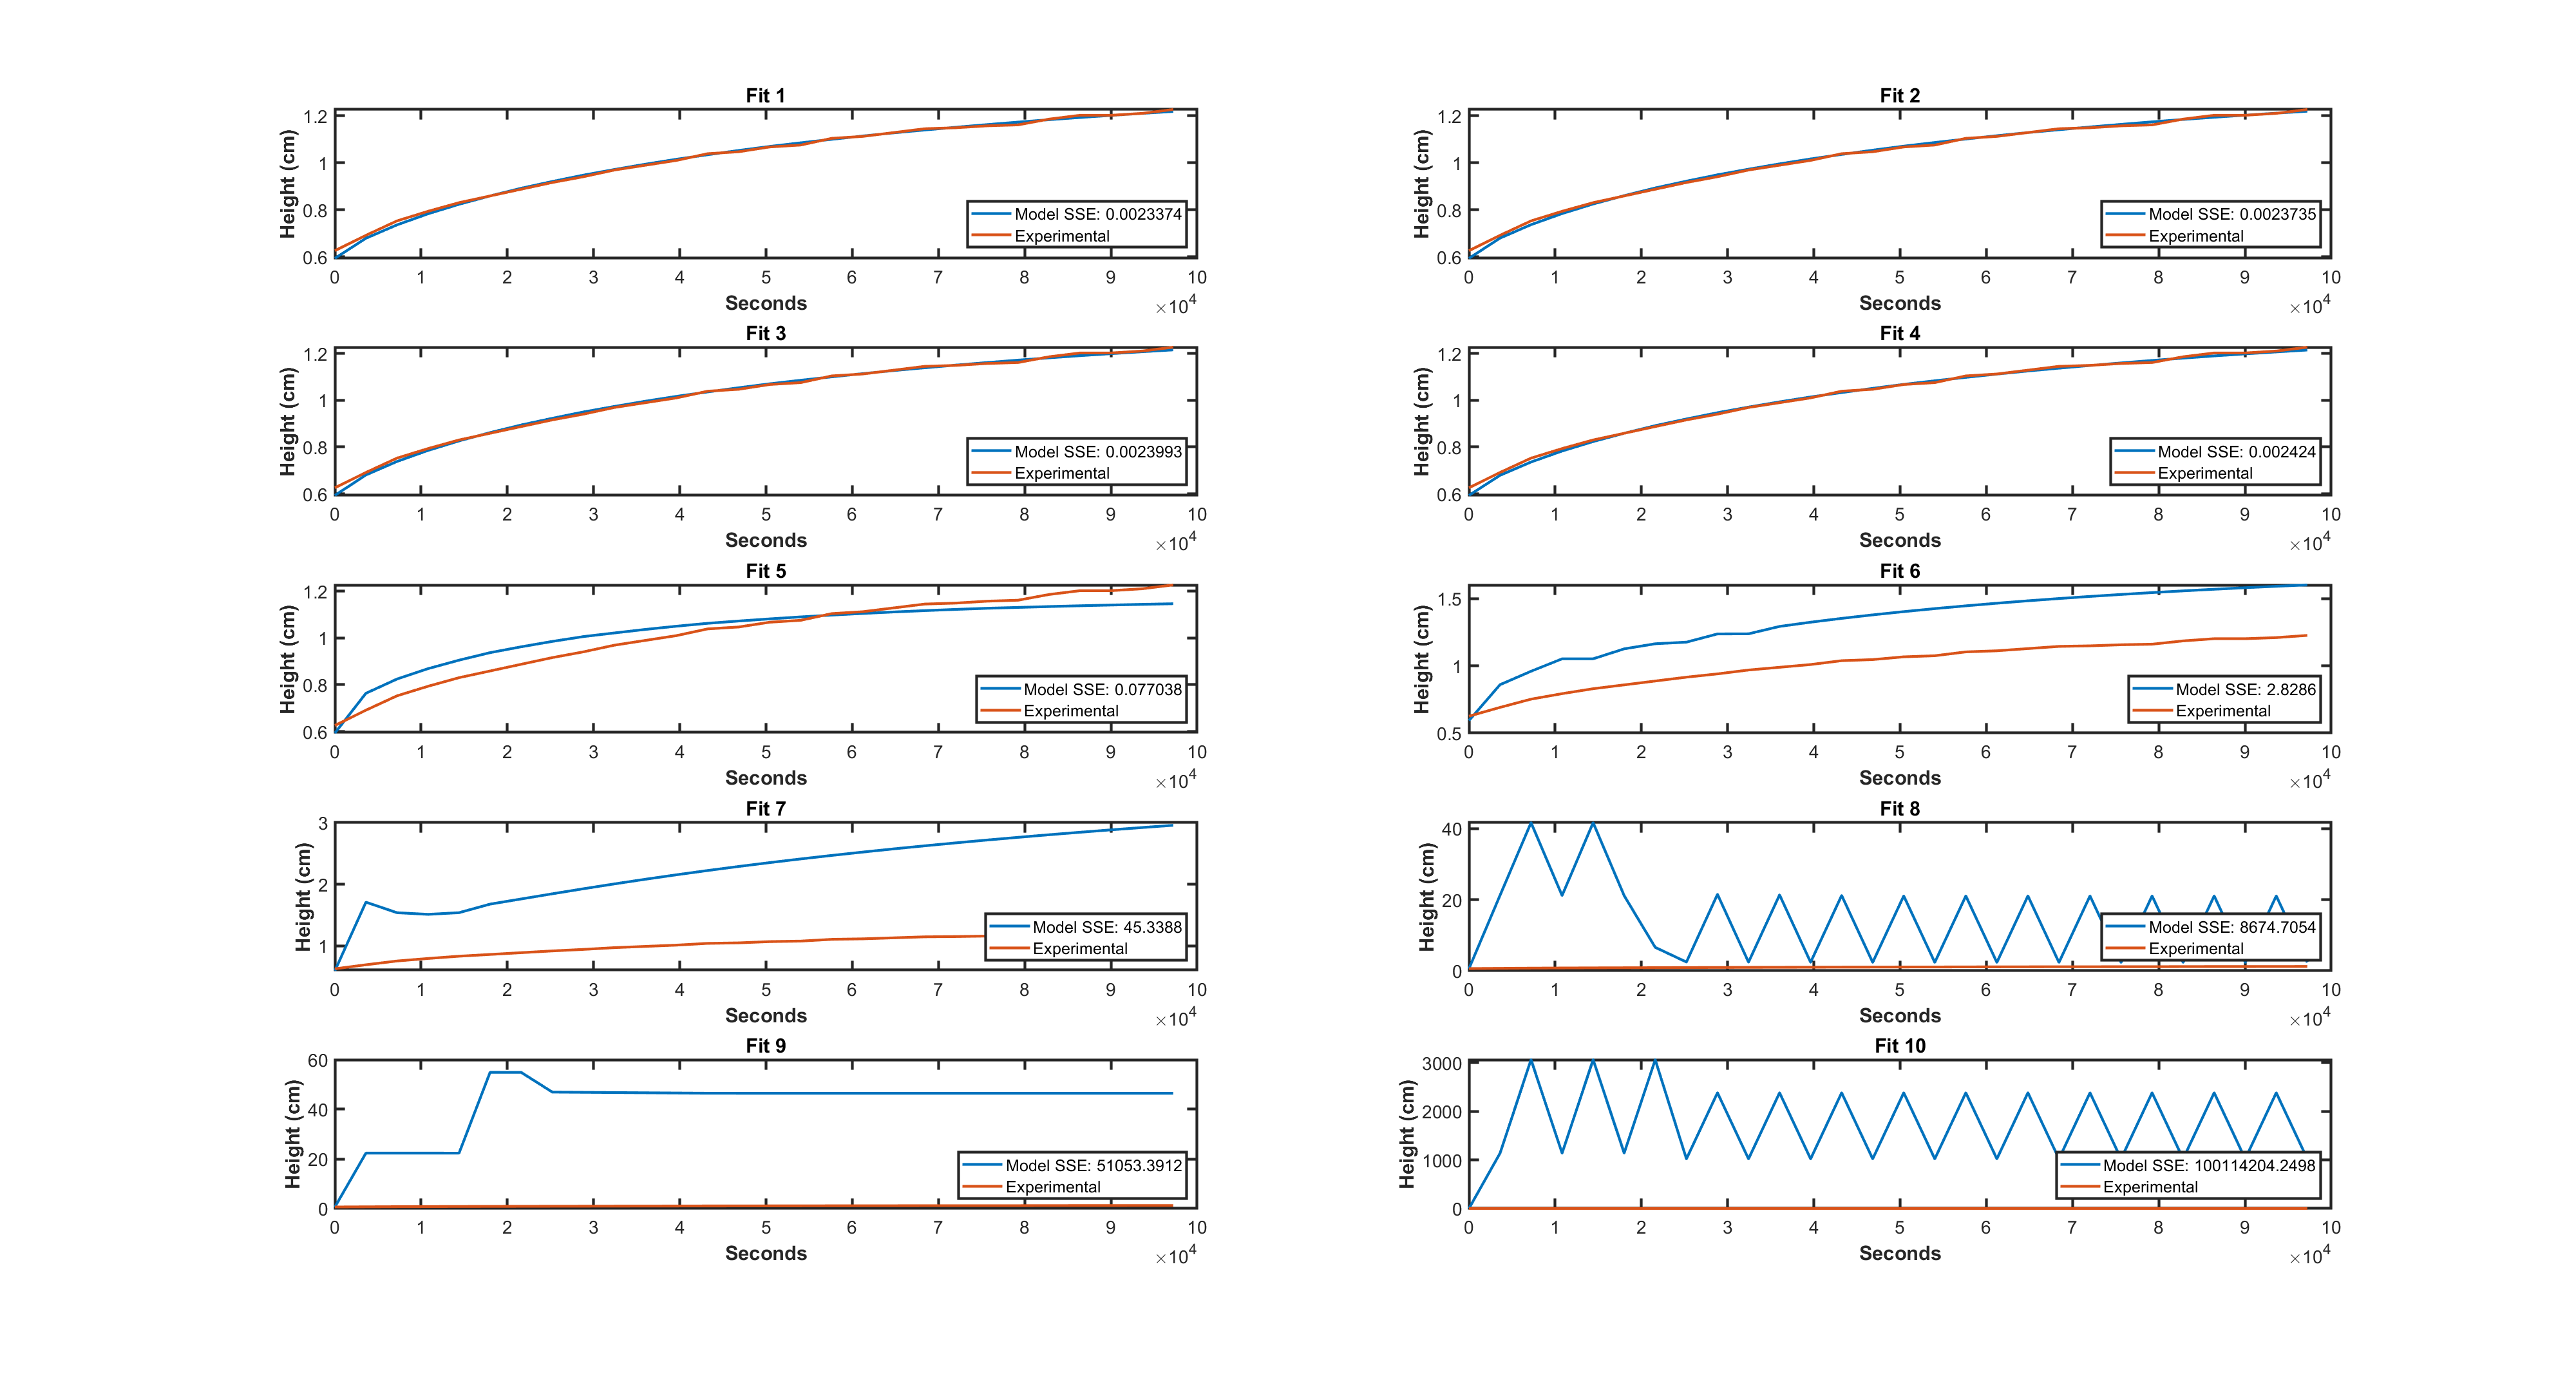 Fit 1
Height (cm)
1.2
1
0.8
0.6
Model SSE: 0.0023374
Experimental
0 1 2 3 4 5 6 7 8 9 10
Seconds
×10^4
Fit 2
Height (cm)
1.2
1
0.8
0.6
Model SSE: 0.0023735
Experimental
0 1 2 3 4 5 6 7 8 9 10
Seconds
×10^4
Fit 3
Height (cm)
1.2
1
0.8
0.6
Model SSE: 0.0023993
Experimental
0 1 2 3 4 5 6 7 8 9 10
Seconds
×10^4
Fit 4
Height (cm)
1.2
1
0.8
0.6
Model SSE: 0.002424
Experimental
0 1 2 3 4 5 6 7 8 9 10
Seconds
×10^4
Fit 5
Height (cm)
1.2
1
0.8
0.6
Model SSE: 0.077038
Experimental
0 1 2 3 4 5 6 7 8 9 10
Seconds
×10^4
Fit 6
Height (cm)
1.5
1
0.5
Model SSE: 2.8286
Experimental
0 1 2 3 4 5 6 7 8 9 10
Seconds
×10^4
Fit 7
Height (cm)
3
2
1
Model SSE: 45.3388
Experimental
0 1 2 3 4 5 6 7 8 9 10
Seconds
×10^4
Fit 8
Height (cm)
40
20
0
Model SSE: 8674.7054
Experimental
0 1 2 3 4 5 6 7 8 9 10
Seconds
×10^4
Fit 9
Height (cm)
60
40
20
0
Model SSE: 51053.3912
Experimental
0 1 2 3 4 5 6 7 8 9 10
Seconds
×10^4
Fit 10
Height (cm)
3000
2000
1000
0
Model SSE: 100114204.2498
Experimental
0 1 2 3 4 5 6 7 8 9 10
Seconds
×10^4